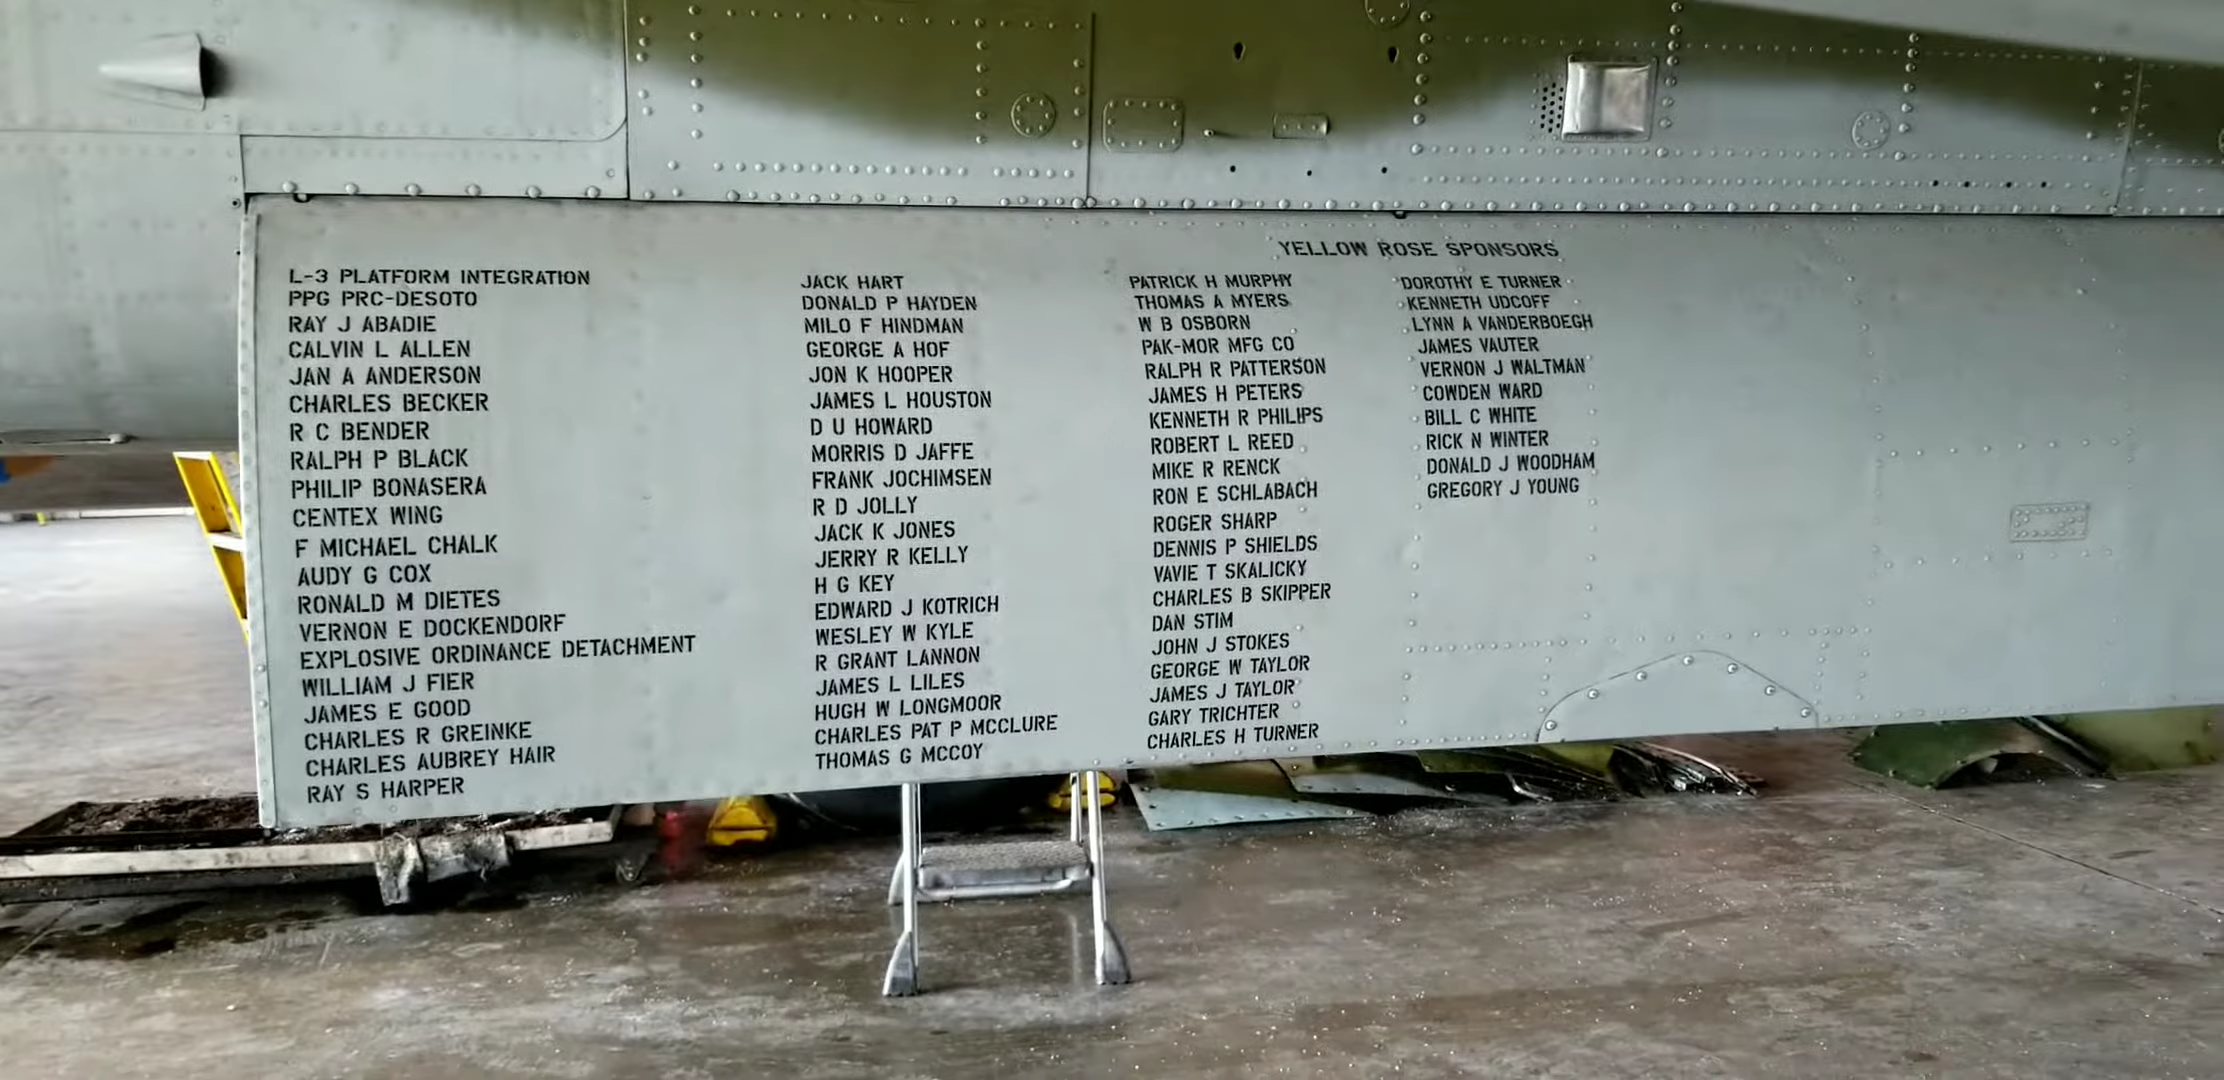 YELLOW ROSE SPONSORS
L-3 PLATFORM INTEGRATION
PPG PRC-DESOTO
RAY J ABADIE
CALVIN L ALLEN
JAN A ANDERSON
CHARLES BECKER
R C BENDER
RALPH P BLACK
PHILIP BONASERA
CENTEX WING
F MICHAEL CHALK
AUDY G COX
RONALD M DIETES
VERNON E DOCKENDORF
EXPLOSIVE ORDINANCE DETACHMENT
WILLIAM J FIER
JAMES E GOOD
CHARLES R GREINKE
CHARLES AUBREY HAIR
RAY S HARPER
JACK HART
DONALD P HAYDEN
MILO F HINDMAN
GEORGE A HOF
JON K HOOPER
JAMES L HOUSTON
D U HOWARD
MORRIS D JAFFE
FRANK JOCHIMSEN
R D JOLLY
JACK K JONES
JERRY R KELLY
H G KEY
EDWARD J KOTRICH
WESLEY W KYLE
R GRANT LANNON
JAMES L LILES
HUGH W LONGMOOR
CHARLES PAT P MCCLURE
THOMAS G MCCOY
PATRICK H MURPHY
THOMAS A MYERS
W B OSBORN
PAK-MOR MFG CO
RALPH R PATTERSON
JAMES H PETERS
KENNETH R PHILIPS
ROBERT L REED
MIKE R RENCK
RON E SCHLABACH
ROGER SHARP
DENNIS P SHIELDS
VAVIE T SKALICKY
CHARLES B SKIPPER
DAN STIM
JOHN J STOKES
GEORGE W TAYLOR
JAMES J TAYLOR
GARY TRICHTER
CHARLES H TURNER
DOROTHY E TURNER
KENNETH UDCOFF
LYNN A VANDERBOEGH
JAMES VAUTER
VERNON J WALTMAN
COWDEN WARD
BILL C WHITE
RICK N WINTER
DONALD J WOODHAM
GREGORY J YOUNG